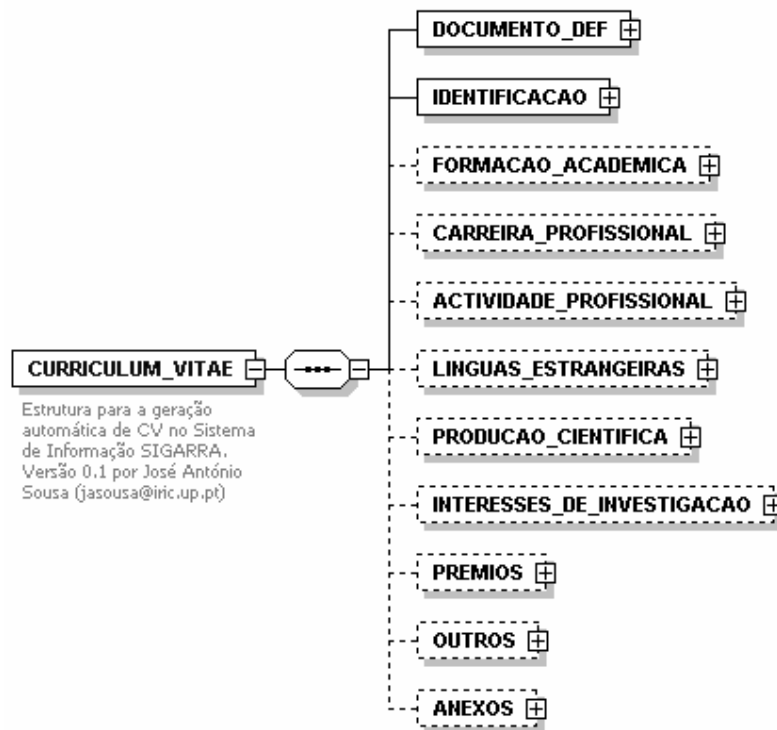 DOCUMENTO_DEF
IDENTIFICACAO
FORMACAO_ACADEMICA
CARREIRA_PROFISSIONAL
ACTIVIDADE_PROFISSIONAL
CURRICULUM_VITAE
LINGUAS_ESTRANGEIRAS
Estrutura para a geração
automática de CV no Sistema
de Informação SIGARRA.
Versão 0.1 por José António
Sousa (jasousa@iric.up.pt)
PRODUCAO_CIENTIFICA
INTERESSES_DE_INVESTIGACAO
PREMIOS
OUTROS
ANEXOS